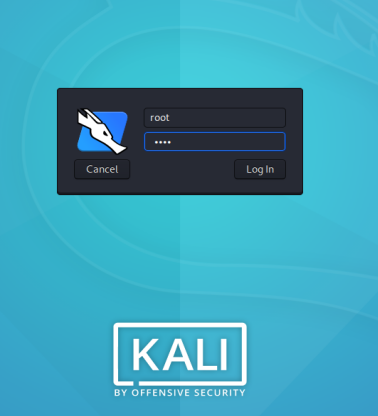 root
••••
Cancel
Log In
KALI
BY OFFENSIVE SECURITY